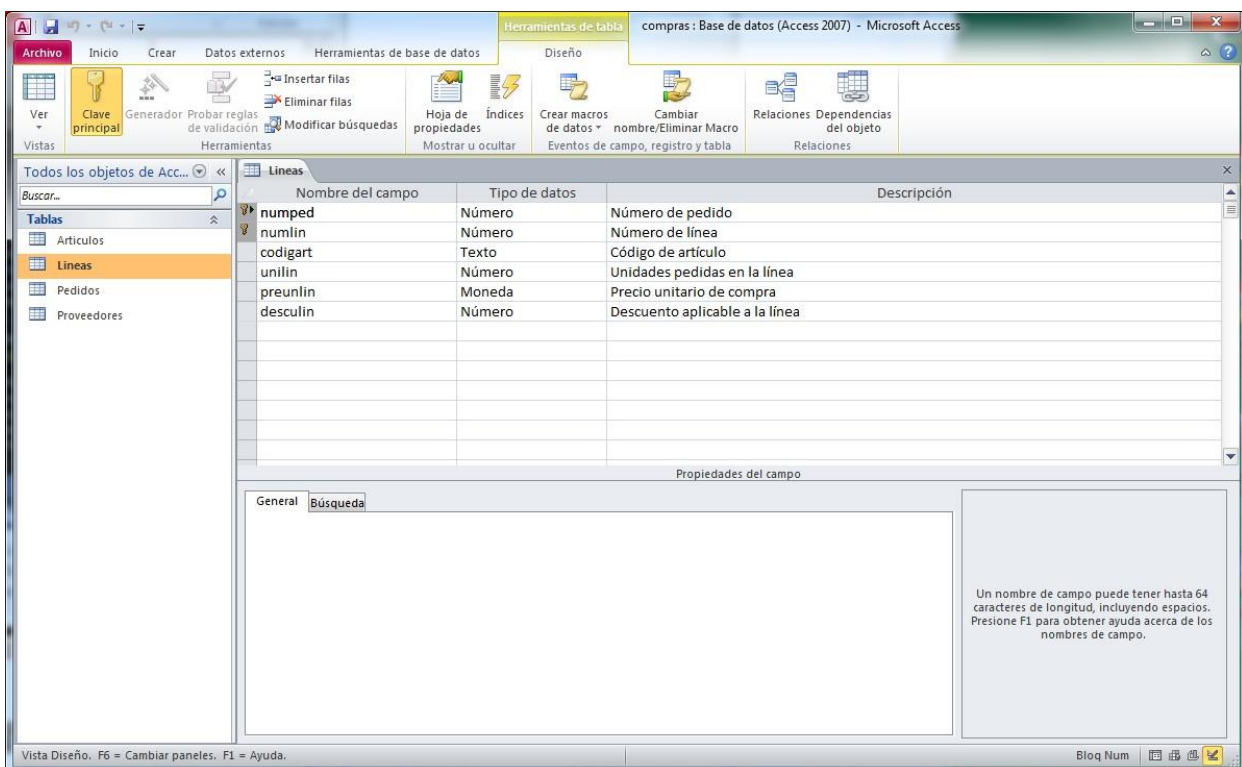 A
Herramientas de tabla
compras : Base de datos (Access 2007) - Microsoft Access
Archivo Inicio Crear Datos externos Herramientas de base de datos Diseño
Ver
Clave principal
Generador
Probar reglas de validación
Insertar filas
Eliminar filas
Modificar búsquedas
Hoja de propiedades
Índices
Crear macros de datos
Cambiar nombre/Eliminar Macro
Relaciones
Dependencias del objeto
Vistas Herramientas Mostrar u ocultar Eventos de campo, registro y tabla Relaciones
Todos los objetos de Acc...
Buscar...
Tablas
Articulos
Lineas
Pedidos
Proveedores
Lineas
Nombre del campo Tipo de datos Descripción
numped Número Número de pedido
numlin Número Número de línea
codigart Texto Código de artículo
unilin Número Unidades pedidas en la línea
preunlin Moneda Precio unitario de compra
desculin Número Descuento aplicable a la línea
Propiedades del campo
General Búsqueda
Un nombre de campo puede tener hasta 64
caracteres de longitud, incluyendo espacios.
Presione F1 para obtener ayuda acerca de los
nombres de campo.
Vista Diseño. F6 = Cambiar paneles. F1 = Ayuda.
Bloq Num